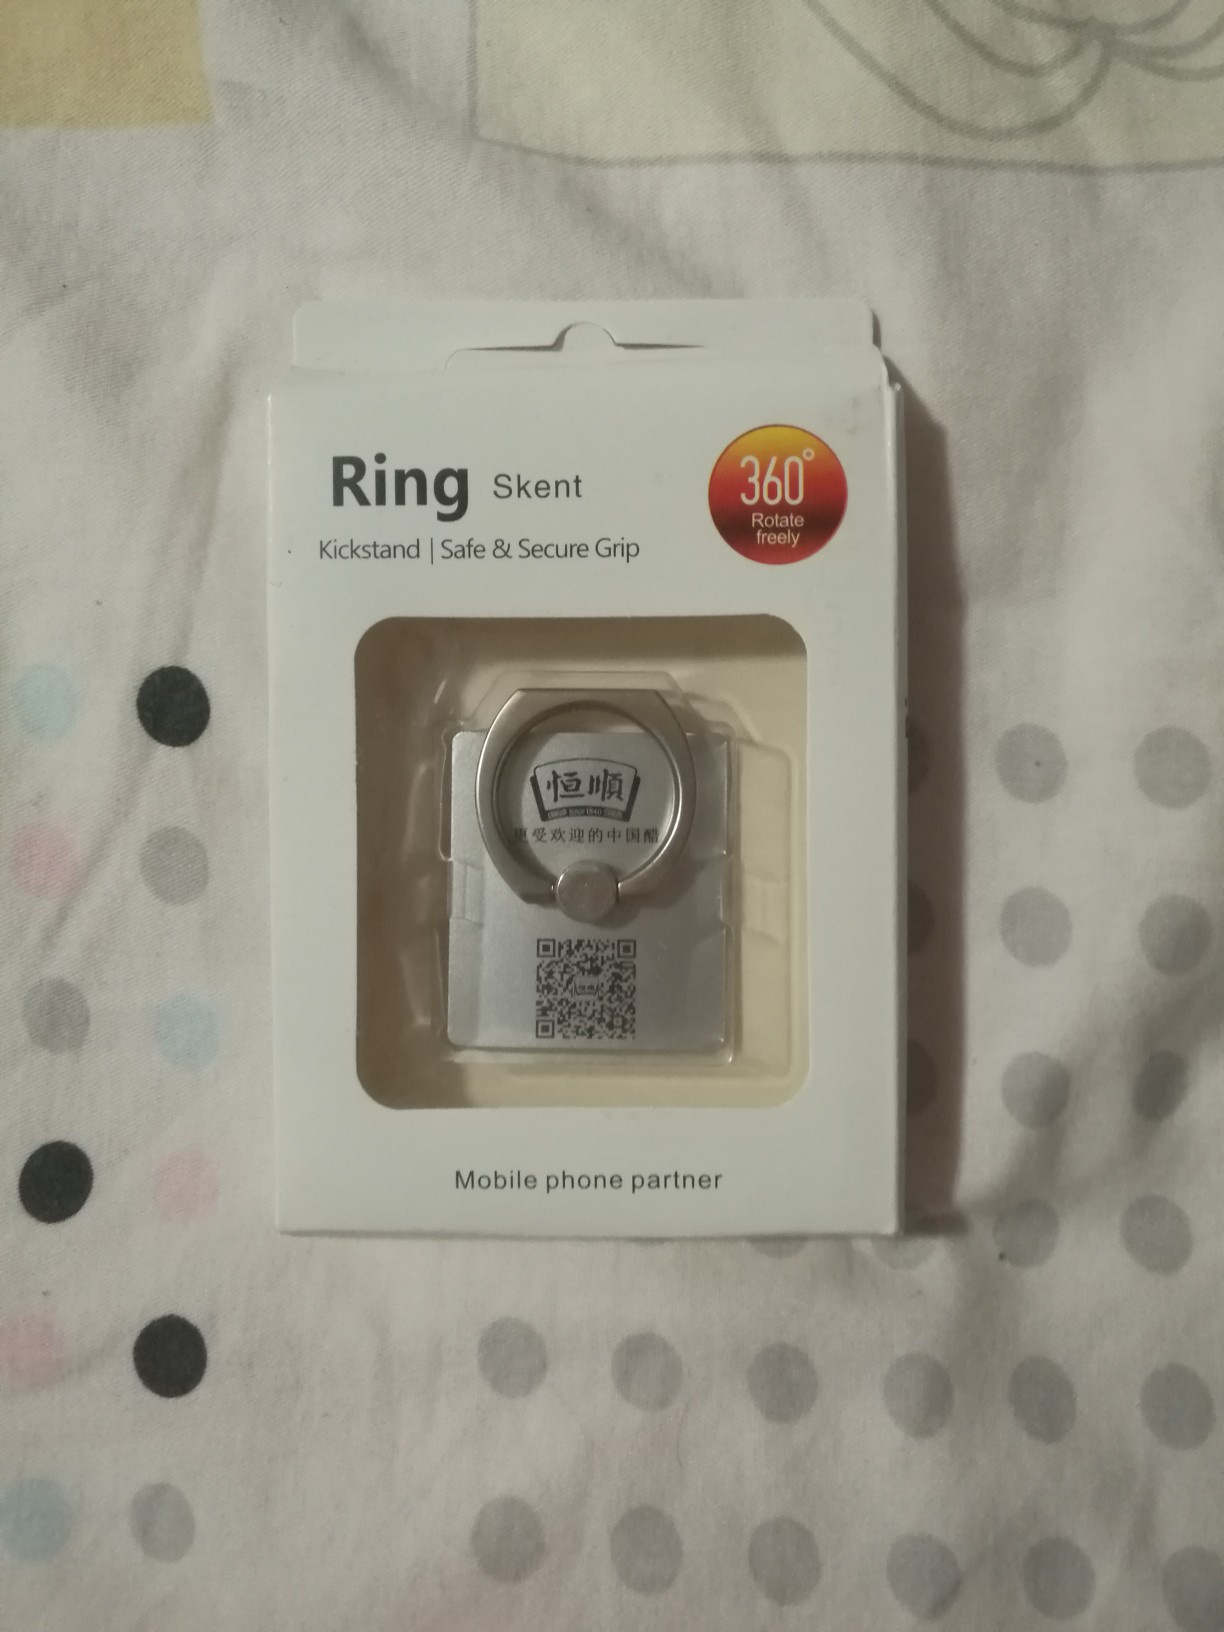 Ring Skent
Kickstand | Safe & Secure Grip
360°
Rotate
freely
恒順
更受欢迎的中国醋
Mobile phone partner